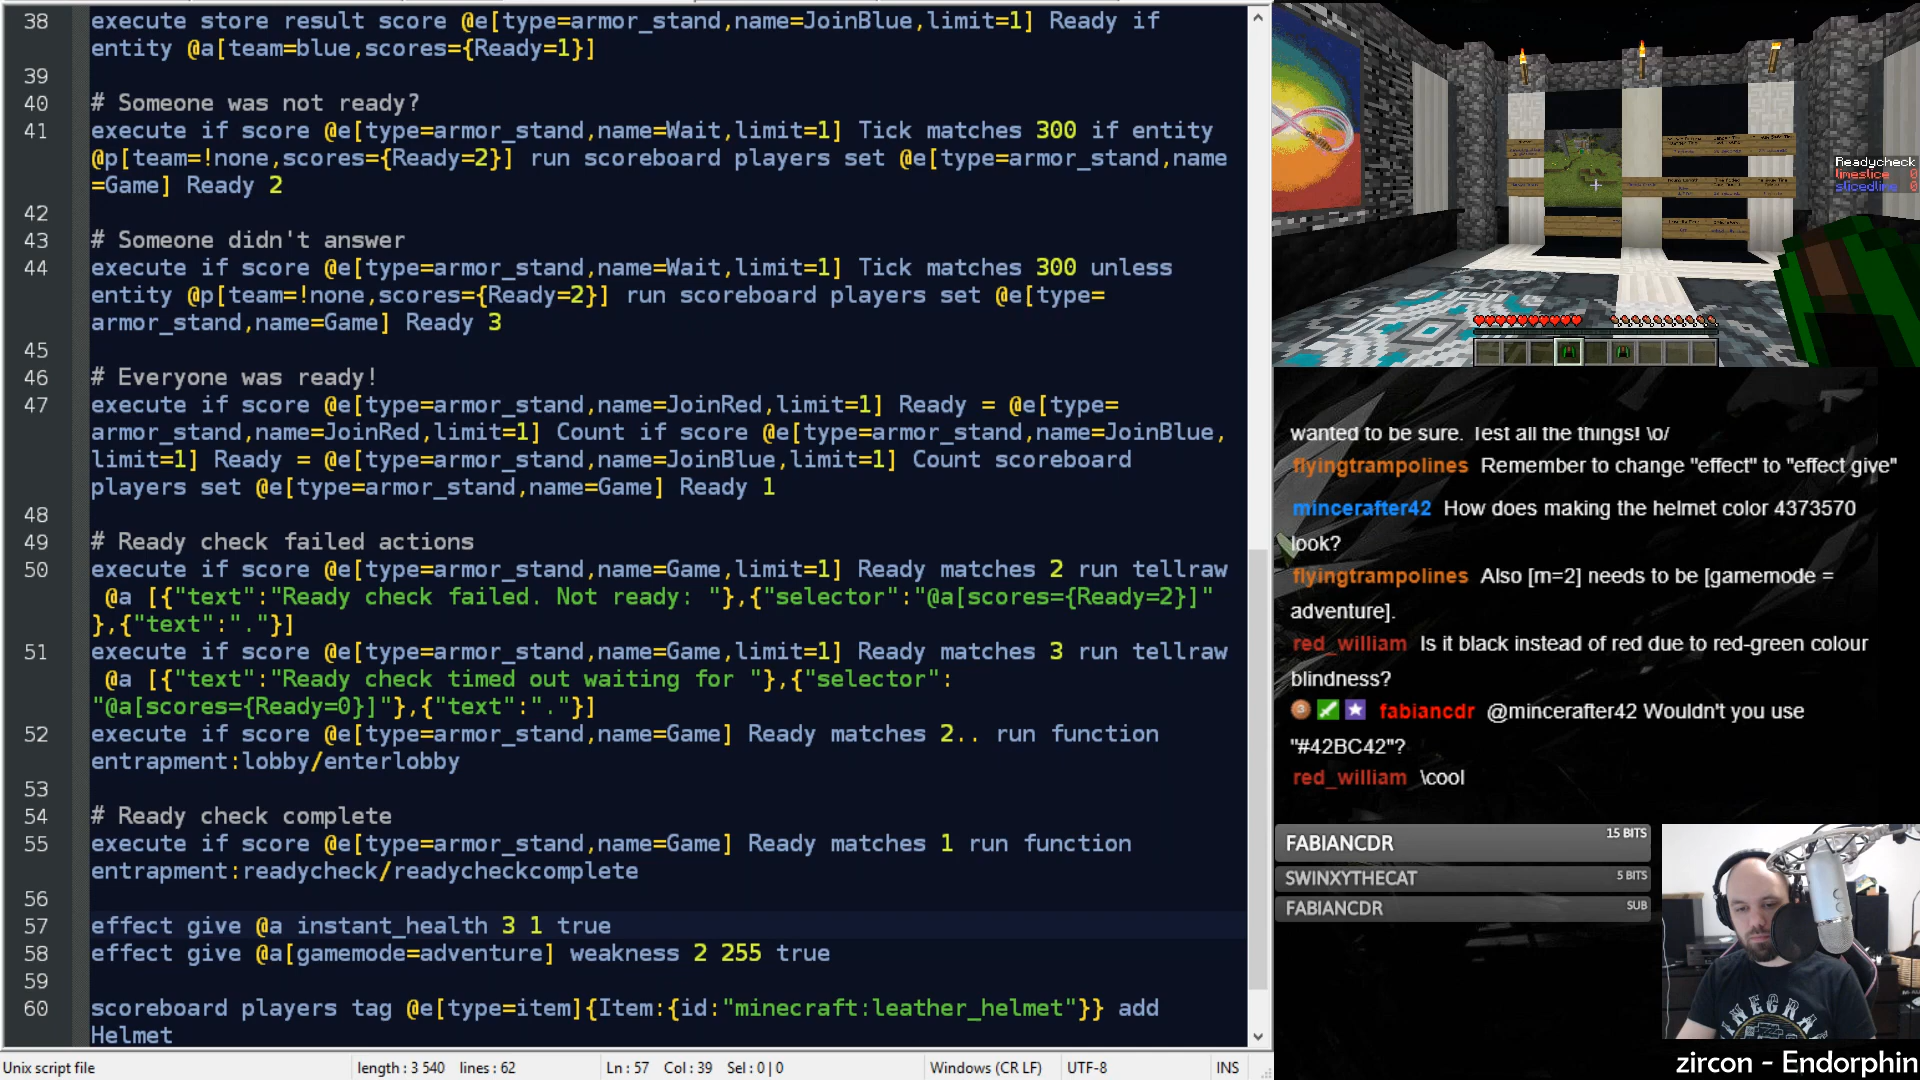 38 execute store result score @e[type=armor_stand,name=JoinBlue,limit=1] Ready if
entity @a[team=blue,scores={Ready=1}]
39
40 # Someone was not ready?
41 execute if score @e[type=armor_stand,name=Wait,limit=1] Tick matches 300 if entity
@p[team=!none,scores={Ready=2}] run scoreboard players set @e[type=armor_stand,name
=Game] Ready 2
42
43 # Someone didn't answer
44 execute if score @e[type=armor_stand,name=Wait,limit=1] Tick matches 300 unless
entity @p[team=!none,scores={Ready=2}] run scoreboard players set @e[type=
armor_stand,name=Game] Ready 3
45
46 # Everyone was ready!
47 execute if score @e[type=armor_stand,name=JoinRed,limit=1] Ready = @e[type=
armor_stand,name=JoinRed,limit=1] Count if score @e[type=armor_stand,name=JoinBlue,
limit=1] Ready = @e[type=armor_stand,name=JoinBlue,limit=1] Count scoreboard
players set @e[type=armor_stand,name=Game] Ready 1
48
49 # Ready check failed actions
50 execute if score @e[type=armor_stand,name=Game,limit=1] Ready matches 2 run tellraw
@a [{"text":"Ready check failed. Not ready: "},{"selector":"@a[scores={Ready=2}]"
},{"text":"."}]
51 execute if score @e[type=armor_stand,name=Game,limit=1] Ready matches 3 run tellraw
@a [{"text":"Ready check timed out waiting for "},{"selector":
"@a[scores={Ready=0}]"},{"text":"."}]
52 execute if score @e[type=armor_stand,name=Game] Ready matches 2.. run function
entrapment:lobby/enterlobby
53
54 # Ready check complete
55 execute if score @e[type=armor_stand,name=Game] Ready matches 1 run function
entrapment:readycheck/readycheckcomplete
56
57 effect give @a instant_health 3 1 true
58 effect give @a[gamemode=adventure] weakness 2 255 true
59
60 scoreboard players tag @e[type=item]{Item:{id:"minecraft:leather_helmet"}} add
Helmet
Unix script file length : 3 540 lines : 62 Ln : 57 Col : 39 Sel : 0 | 0 Windows (CR LF) UTF-8 INS
Readycheck
limeslice 0
slicedlime 0
wanted to be sure. Test all the things! \o/
flyingtrampolines Remember to change "effect" to "effect give"
mincerafter42 How does making the helmet color 4373570
look?
flyingtrampolines Also [m=2] needs to be [gamemode =
adventure].
red_william Is it black instead of red due to red-green colour
blindness?
fabiancdr @mincerafter42 Wouldn't you use
"#42BC42"?
red_william \cool
FABIANCDR 15 BITS
SWINXYTHECAT 5 BITS
FABIANCDR SUB
zircon - Endorphin